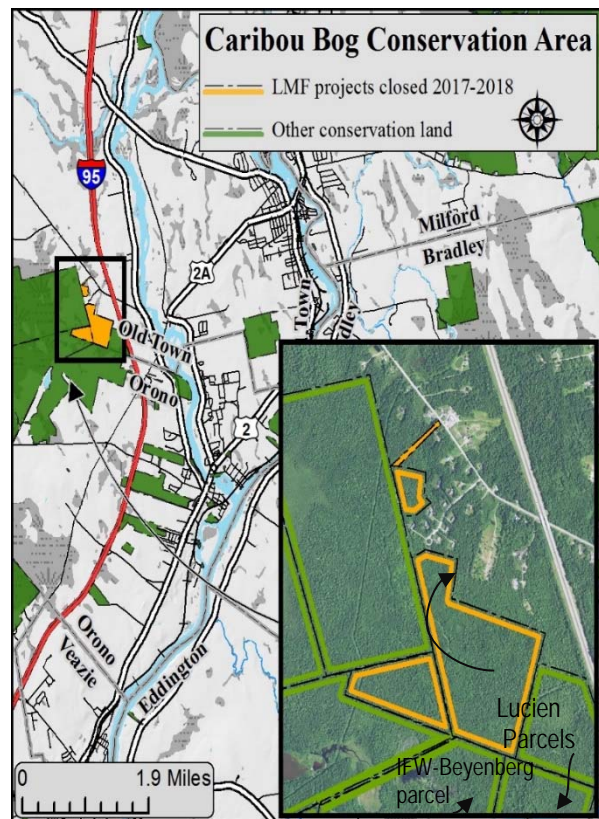 Caribou Bog Conservation Area
LMF projects closed 2017-2018
Other conservation land
95
2A
Milford
Bradley
Town
dley
Old Town
Orono
2
Orono
Veazie
Eddington
0 1.9 Miles
Lucien
Parcels
IFW-Beyenberg
parcel